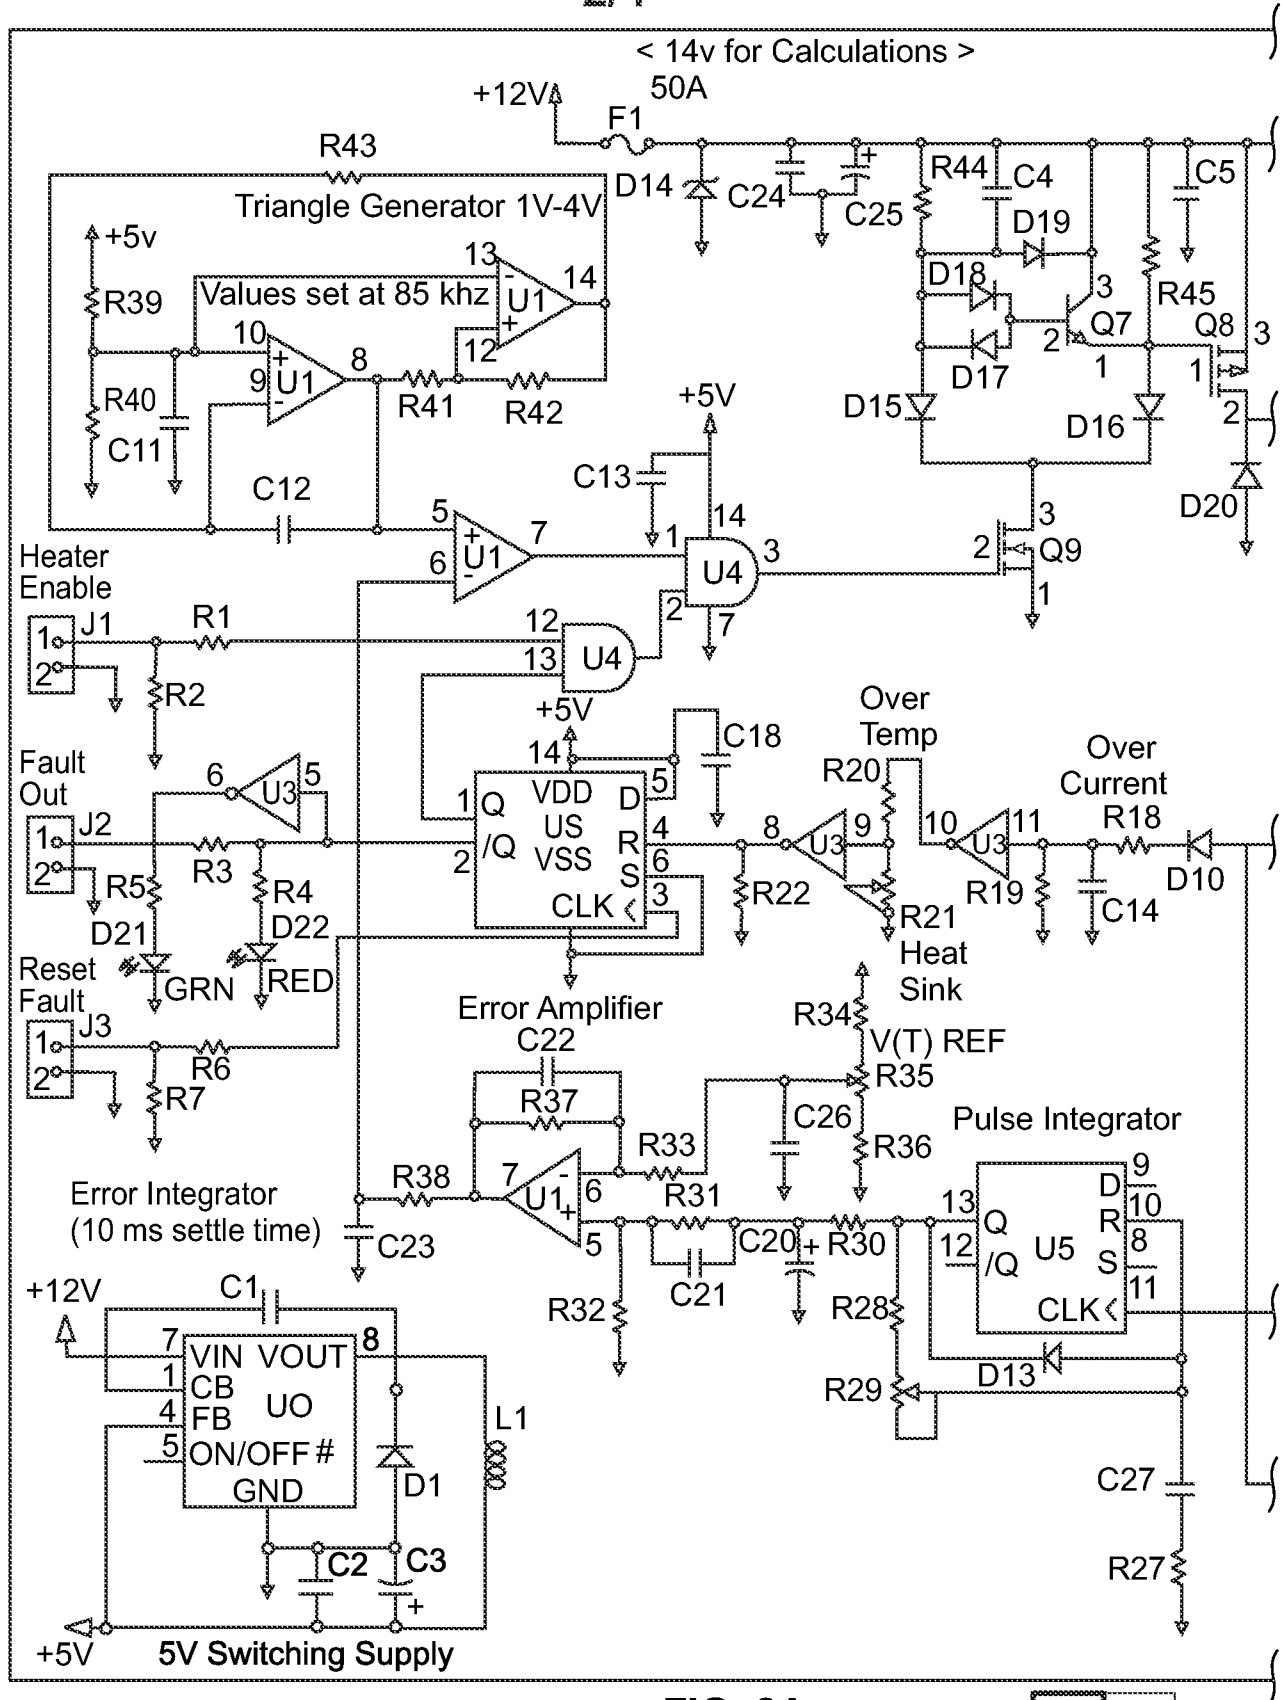 < 14v for Calculations >
50A
+12V
F1
R43
D14
C24
C25
+
R44
C4
D19
C5
Triangle Generator 1V-4V
+5v
R39
Values set at 85 khz
13
-
U1
+
12
14
10
+
U1
9
-
8
R40
C11
R41
R42
D18
D17
3
Q7
2
1
R45
Q8
3
1
2
D15
D16
D20
C12
+5V
C13
14
5
+
U1
6
-
7
1
U4
2
3
7
3
2
Q9
1
Heater
Enable
1
2
J1
R1
R2
12
13
U4
+5V
14
C18
Over
Temp
R20
Over
Current
R18
Fault
Out
1
2
J2
6
U3
5
R3
R5
R4
D21
D22
GRN
RED
1
Q
VDD
D
5
US
/Q
2
VSS
R
4
S
6
CLK
3
8
U3
9
10
U3
11
R22
R21
Heat
Sink
R19
C14
D10
Reset
Fault
1
2
J3
R6
R7
Error Amplifier
C22
R37
R34
V(T) REF
R35
C26
R36
R33
Pulse Integrator
R38
7
U1
-
6
+
5
R31
C21
C20
+
R30
13
Q
12
/Q
U5
D
9
R
10
S
8
CLK
11
Error Integrator
(10 ms settle time)
C23
R32
R28
R29
D13
C27
R27
+12V
C1
7
VIN
VOUT
8
1
CB
4
FB
UO
5
ON/OFF #
GND
D1
L1
C2
C3
+
+5V
5V Switching Supply